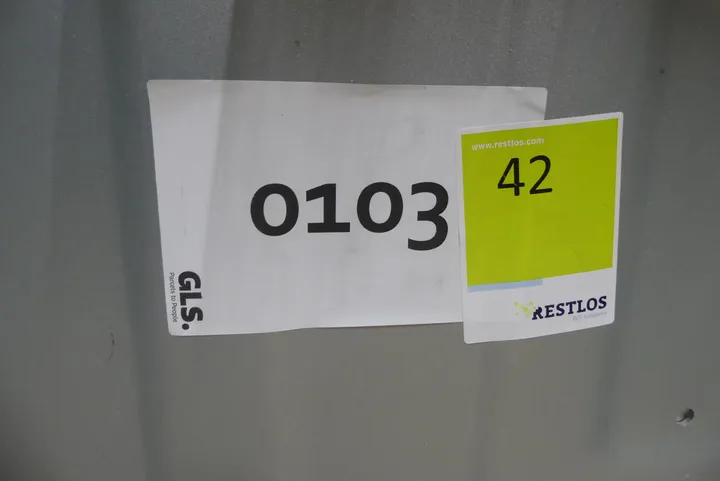 0103
GLS.
Parcels to People
www.restlos.com
42
RESTLOS